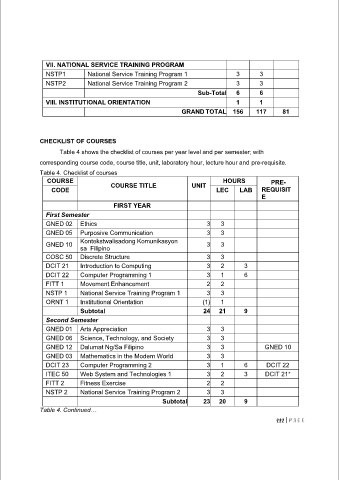 VII. NATIONAL SERVICE TRAINING PROGRAM
NSTP1 National Service Training Program 1 3 3
NSTP2 National Service Training Program 2 3 3
Sub-Total 6 6
VIII. INSTITUTIONAL ORIENTATION 1 1
GRAND TOTAL 156 117 81
CHECKLIST OF COURSES
Table 4 shows the checklist of courses per year level and per semester; with
corresponding course code, course title, unit, laboratory hour, lecture hour and pre-requisite.
Table 4. Checklist of courses
COURSE CODE COURSE TITLE UNIT HOURS LEC LAB PRE-REQUISITE
FIRST YEAR
First Semester
GNED 02 Ethics 3 3
GNED 05 Purposive Communication 3 3
GNED 10 Kontekstwalisadong Komunikasyon
sa Filipino 3 3
COSC 50 Discrete Structure 3 3
DCIT 21 Introduction to Computing 3 2 3
DCIT 22 Computer Programming 1 3 1 6
FITT 1 Movement Enhancement 2 2
NSTP 1 National Service Training Program 1 3 3
ORNT 1 Institutional Orientation (1) 1
Subtotal 24 21 9
Second Semester
GNED 01 Arts Appreciation 3 3
GNED 06 Science, Technology, and Society 3 3
GNED 12 Dalumat Ng/Sa Filipino 3 3 GNED 10
GNED 03 Mathematics in the Modern World 3 3
DCIT 23 Computer Programming 2 3 1 6 DCIT 22
ITEC 50 Web System and Technologies 1 3 2 3 DCIT 21*
FITT 2 Fitness Exercise 2 2
NSTP 2 National Service Training Program 2 3 3
Subtotal 23 20 9
Table 4. Continued…
| P A G E